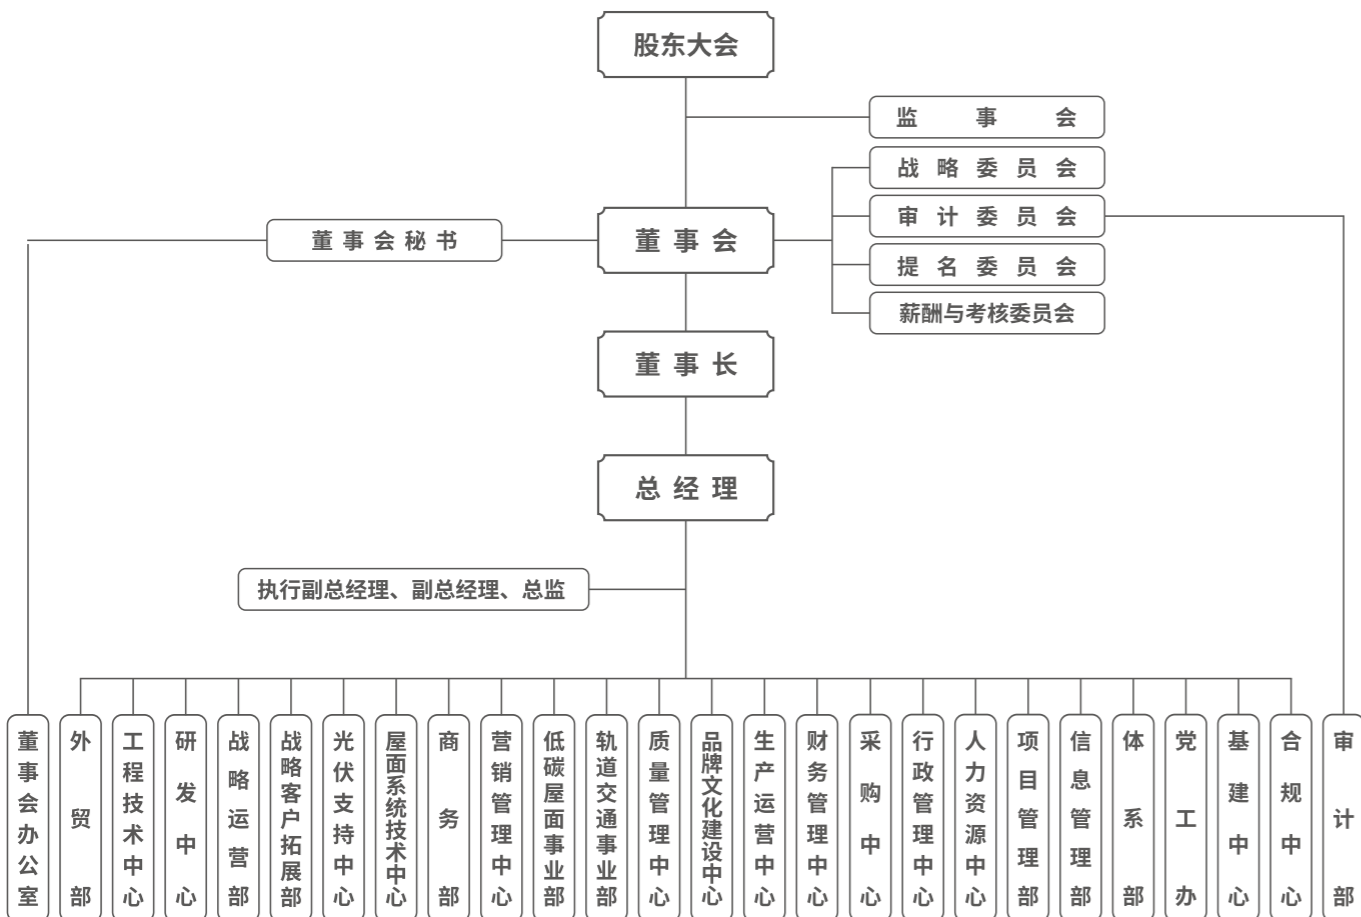 股东大会
监事会
战略委员会
审计委员会
董事会秘书
董事会
提名委员会
薪酬与考核委员会
董事长
总经理
执行副总经理、副总经理、总监
董事会办公室
外贸部
工程技术中心
研发中心
战略运营部
战略客户拓展部
光伏支持中心
屋面系统技术中心
商务部
营销管理中心
低碳屋面事业部
轨道交通事业部
质量管理中心
品牌文化建设中心
生产运营中心
财务管理中心
采购中心
行政管理中心
人力资源中心
项目管理部
信息管理部
体系部
党工办
基建中心
合规中心
审计部